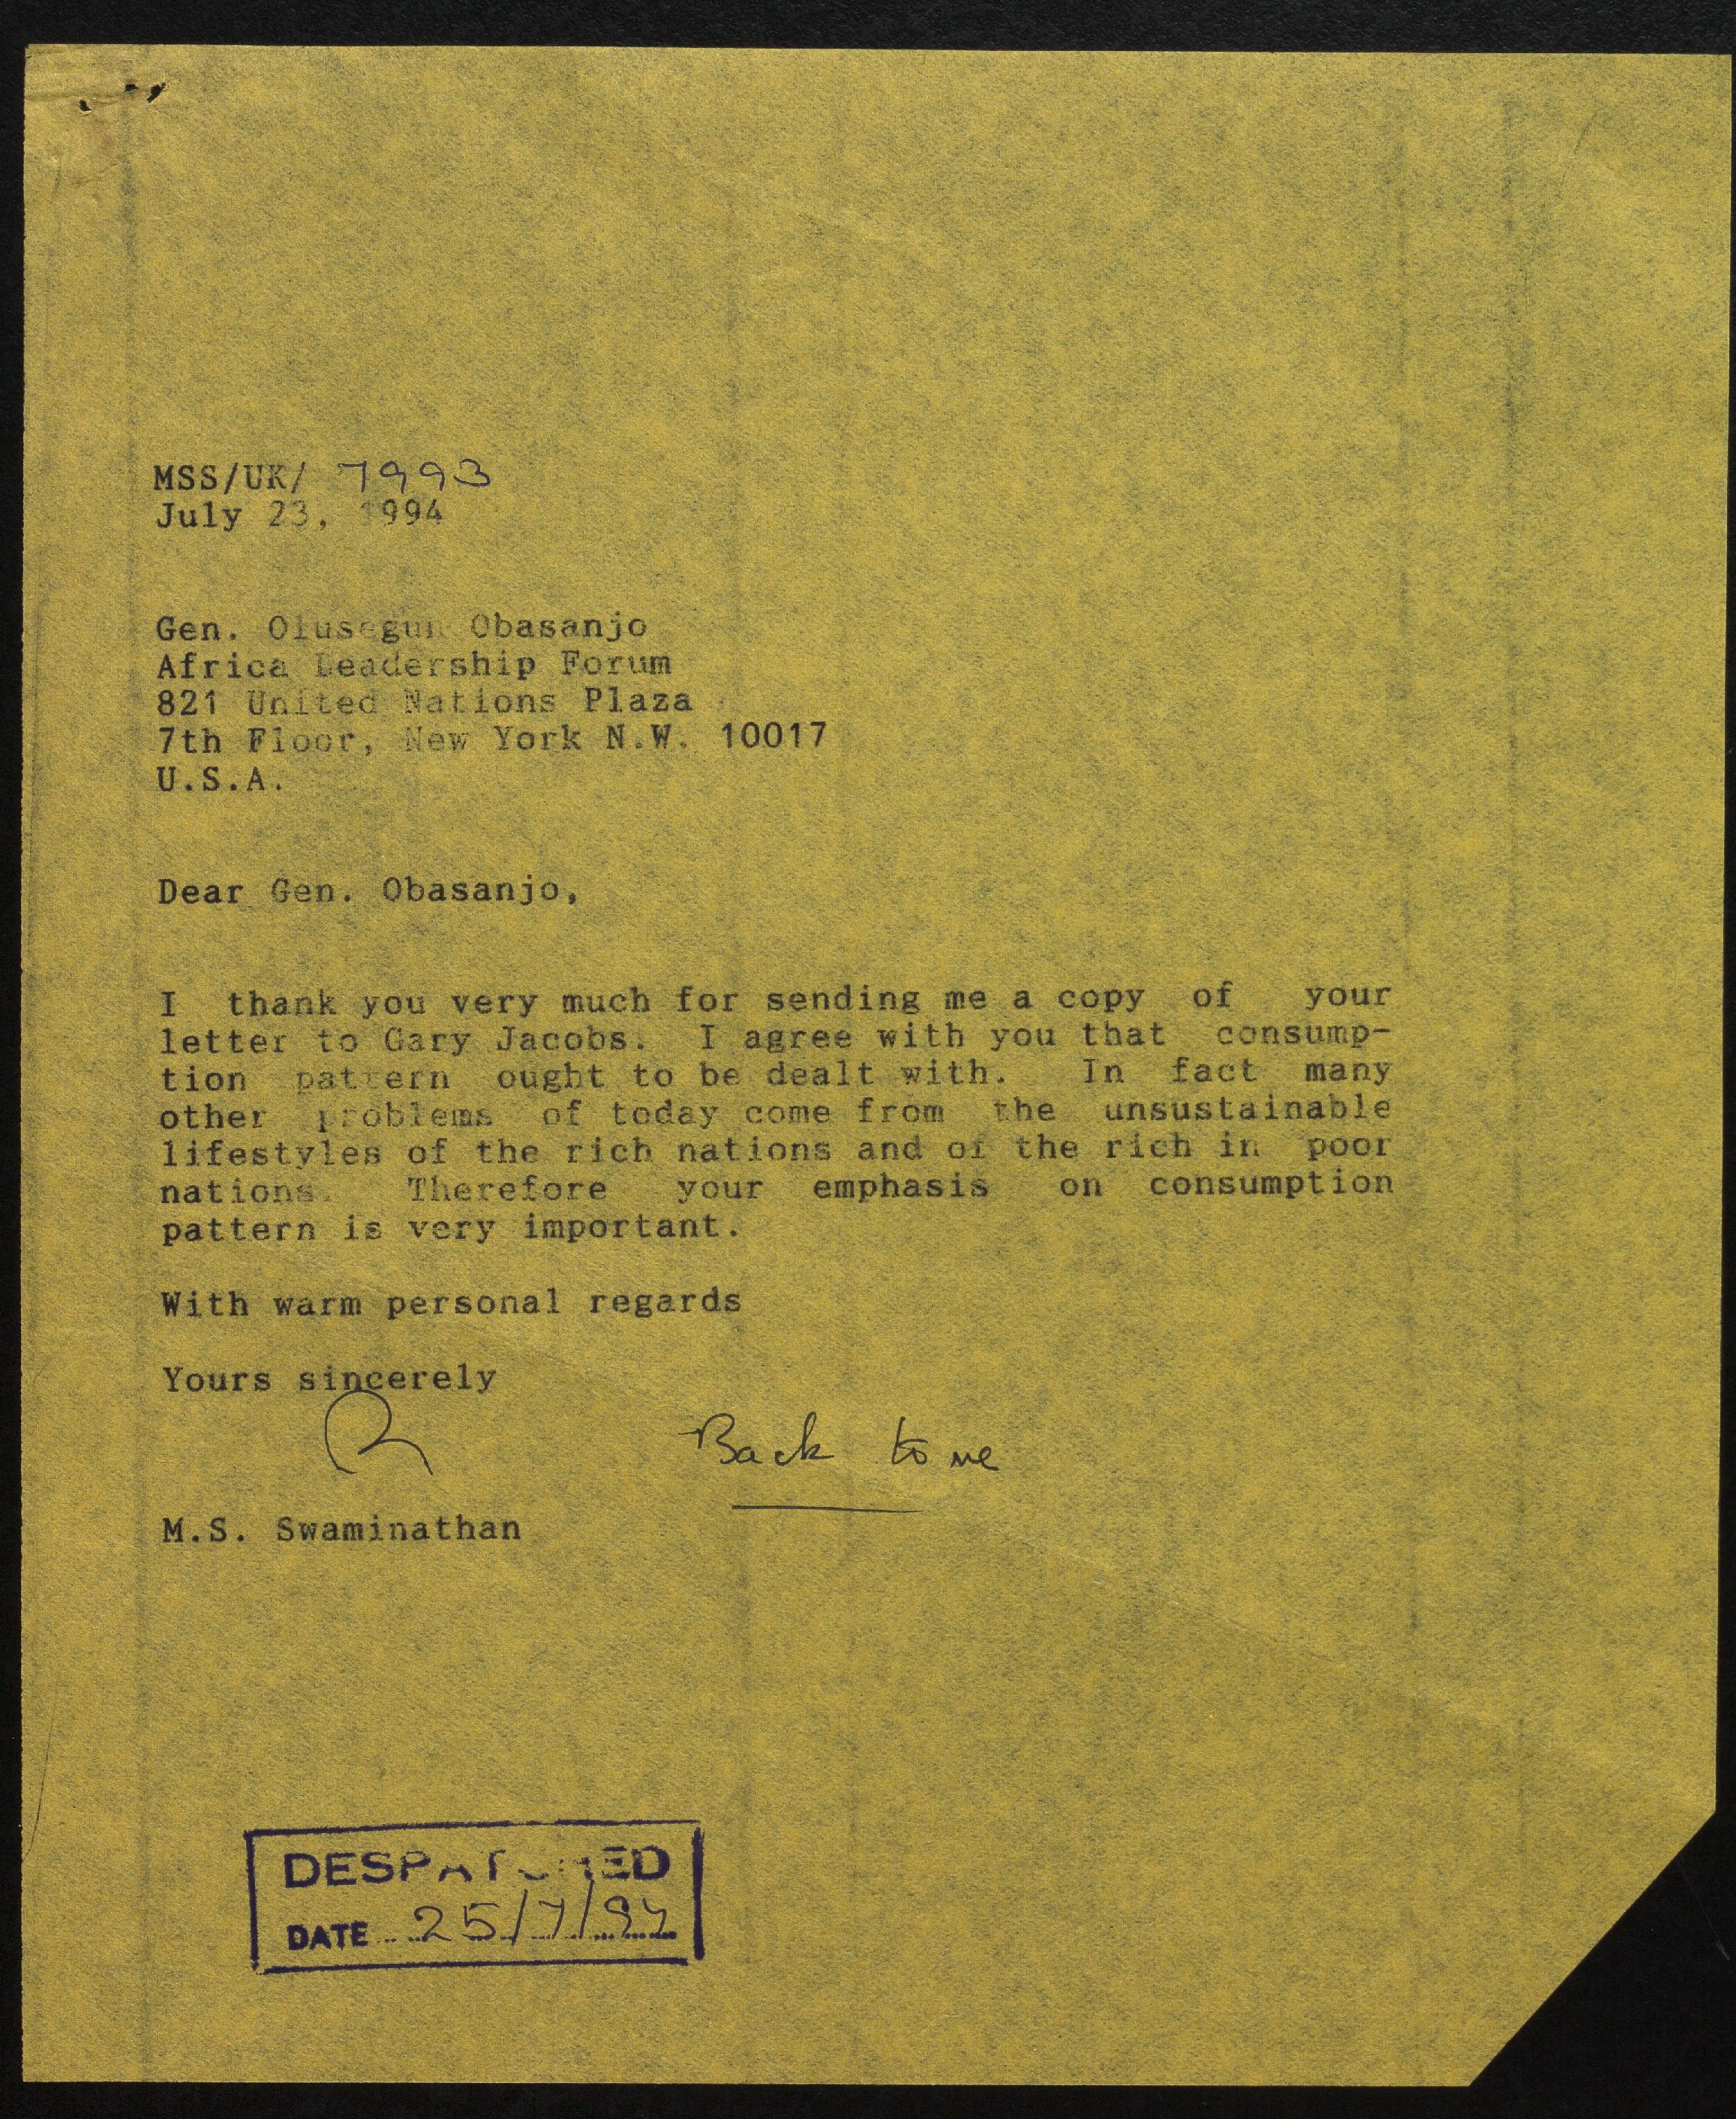 MSS/UK/ 7993
July 23, 1994
Gen. Olusegun Obasanjo
Africa Leadership Forum
821 United Nations Plaza
7th Floor, New York N.W. 10017
U.S.A.
Dear Gen. Obasanjo,
I thank you very much for sending me a copy of your
letter to Gary Jacobs. I agree with you that consump-
tion pattern ought to be dealt with. In fact many
other problems of today come from the unsustainable
lifestyles of the rich nations and of the rich in poor
nations. Therefore your emphasis on consumption
pattern is very important.
With warm personal regards
Yours sincerely
Back to me
M.S. Swaminathan
DESPATCHED
DATE 25/7/94